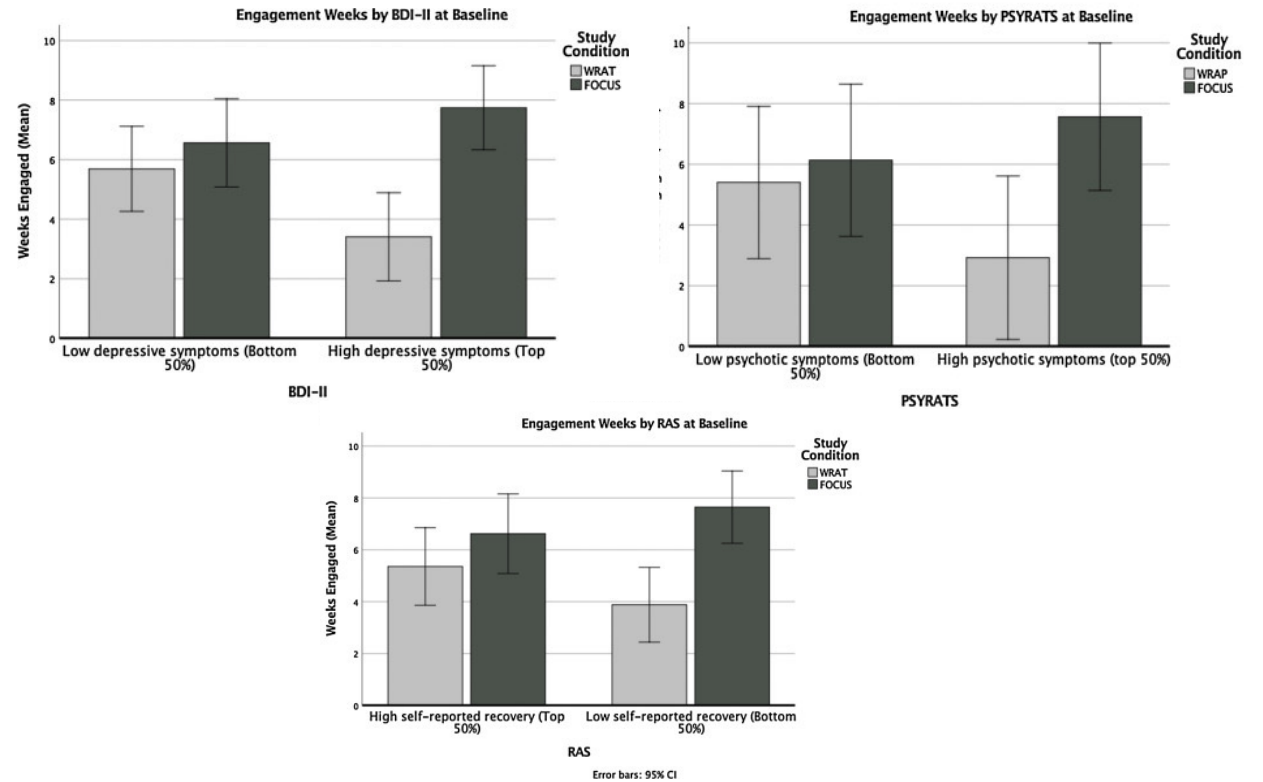 Engagement Weeks by BDI-II at Baseline
Study
Condition
WRAT
FOCUS
Weeks Engaged (Mean)
10
8
6
4
2
0
Low depressive symptoms (Bottom
50%)
High depressive symptoms (Top
50%)
BDI-II
Engagement Weeks by PSYRATS at Baseline
Study
Condition
WRAP
FOCUS
10
8
6
4
2
0
Low psychotic symptoms (Bottom
50%)
High psychotic symptoms (top 50%)
PSYRATS
Engagement Weeks by RAS at Baseline
Study
Condition
WRAT
FOCUS
Weeks Engaged (Mean)
10
8
6
4
2
0
High self-reported recovery (Top
50%)
Low self-reported recovery (Bottom
50%)
RAS
Error bars: 95% CI